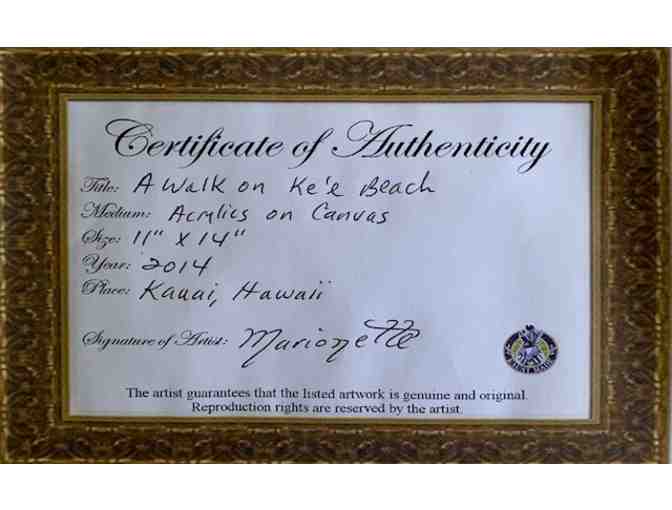 Certificate of Authenticity
Title: A Walk on Ke'e Beach
Medium: Acrylics on Canvas
Size: 11" X 14"
Year: 2014
Place: Kauai, Hawaii
Signature of Artist: Marionette
The artist guarantees that the listed artwork is genuine and original.
Reproduction rights are reserved by the artist.